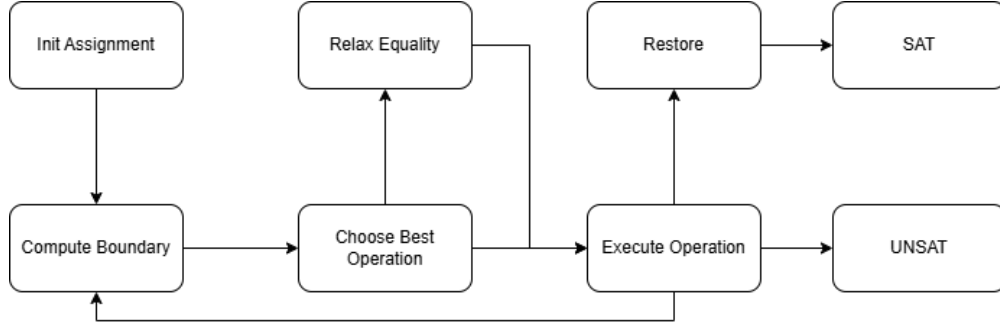 Init Assignment
Relax Equality
Restore
SAT
Compute Boundary
Choose Best
Operation
Execute Operation
UNSAT